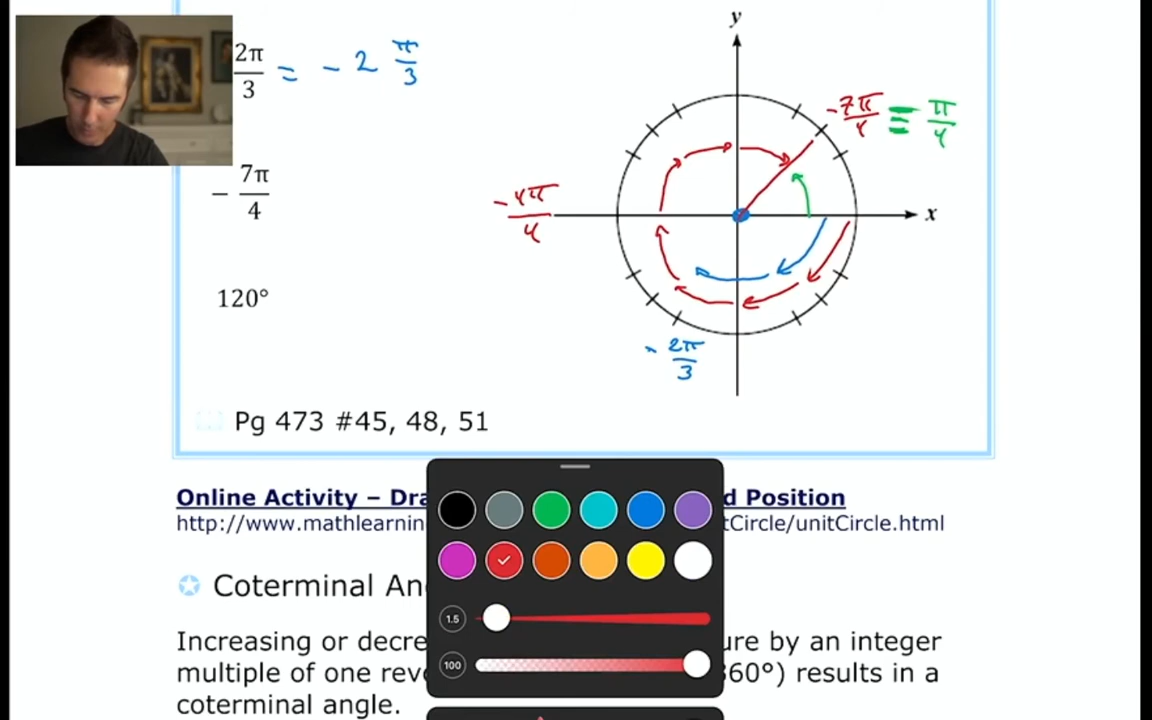 2π/3 = - 2 π/3
y
-7π/4 ≡ π/4
- 7π/4
-4π/4
x
120°
- 2π/3
Pg 473 #45, 48, 51
Online Activity – Dra d Position
http://www.mathlearnin tCircle/unitCircle.html
Coterminal An
Increasing or decre ure by an integer
multiple of one rev 360°) results in a
coterminal angle.
1.5
100